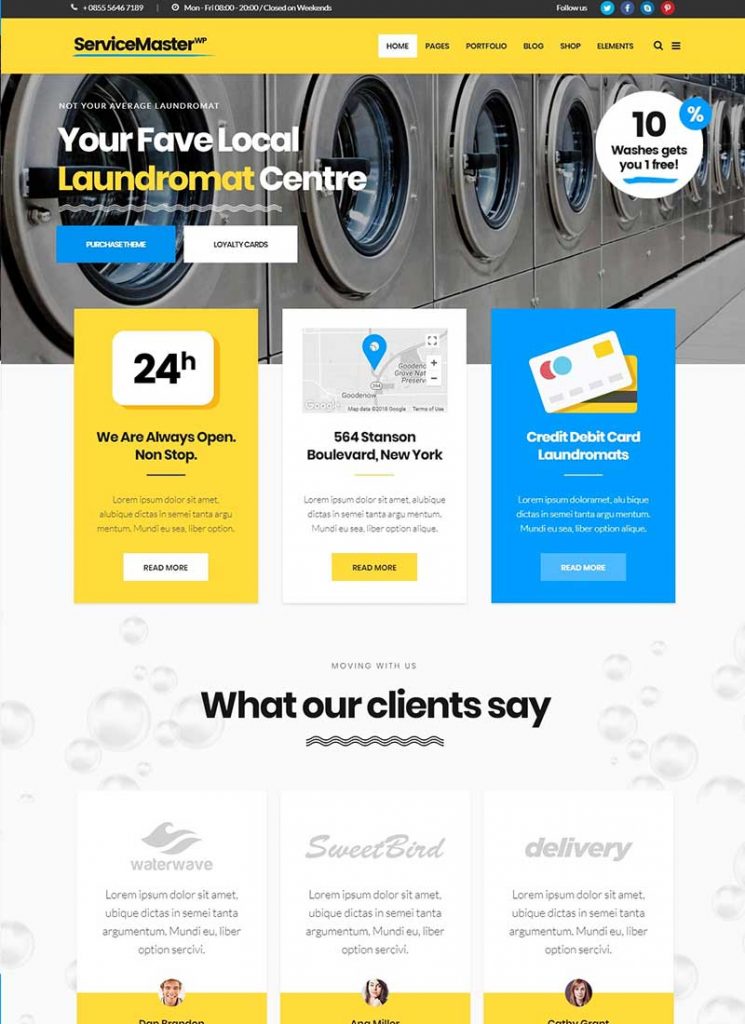 + 0855 5646 7189 | Mon - Fri 08:00 - 20:00 / Closed on Weekends Follow us
ServiceMaster WP HOME PAGES PORTFOLIO BLOG SHOP ELEMENTS
NOT YOUR AVERAGE LAUNDROMAT
Your Fave Local
Laundromat Centre
PURCHASE THEME LOYALTY CARDS
%
10
Washes gets
you 1 free!
24h
We Are Always Open.
Non Stop.
Lorem ipsum dolor sit amet,
alubique dictas in semei tanta argu
mentum. Mundi eu sea, liber option.
READ MORE
Goodenow
Grove Nat
Preserve
394
Goodenow
+
−
Google Map data ©2018 Google Terms of Use
564 Stanson
Boulevard, New York
Lorem ipsum dolor sit amet, alubique
dictas in semei tanta argumentum.
Mundi eu sea, liber option alique.
READ MORE
Credit Debit Card
Laundromats
Lorem ipsum doloramet, alu bique
dictas in semei tanta argu mentum.
Mundi eu sea, liber option alique.
READ MORE
MOVING WITH US
What our clients say
waterwave
Lorem ipsum dolor sit amet,
ubique dictas in semei tanta
argumentum. Mundi eu, liber
option sercivi.
Dan Brandon
SweetBird
Lorem ipsum dolor sit amet,
ubique dictas in semei tanta
argumentum. Mundi eu, liber
option sercivi.
Ana Miller
delivery
Lorem ipsum dolor sit amet,
ubique dictas in semei tanta
argumentum. Mundi eu, liber
option sercivi.
Cathy Grant